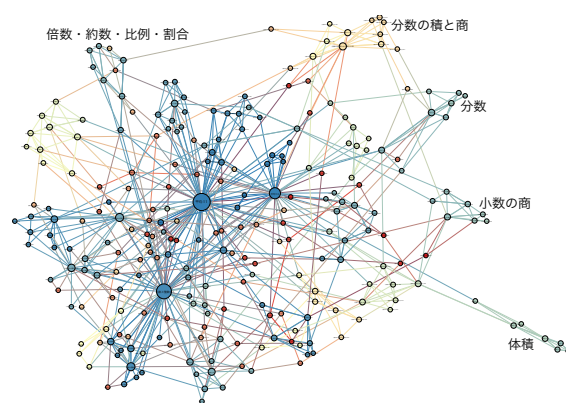 倍数・約数・比例・割合
分数の積と商
分数
小数の商
体積